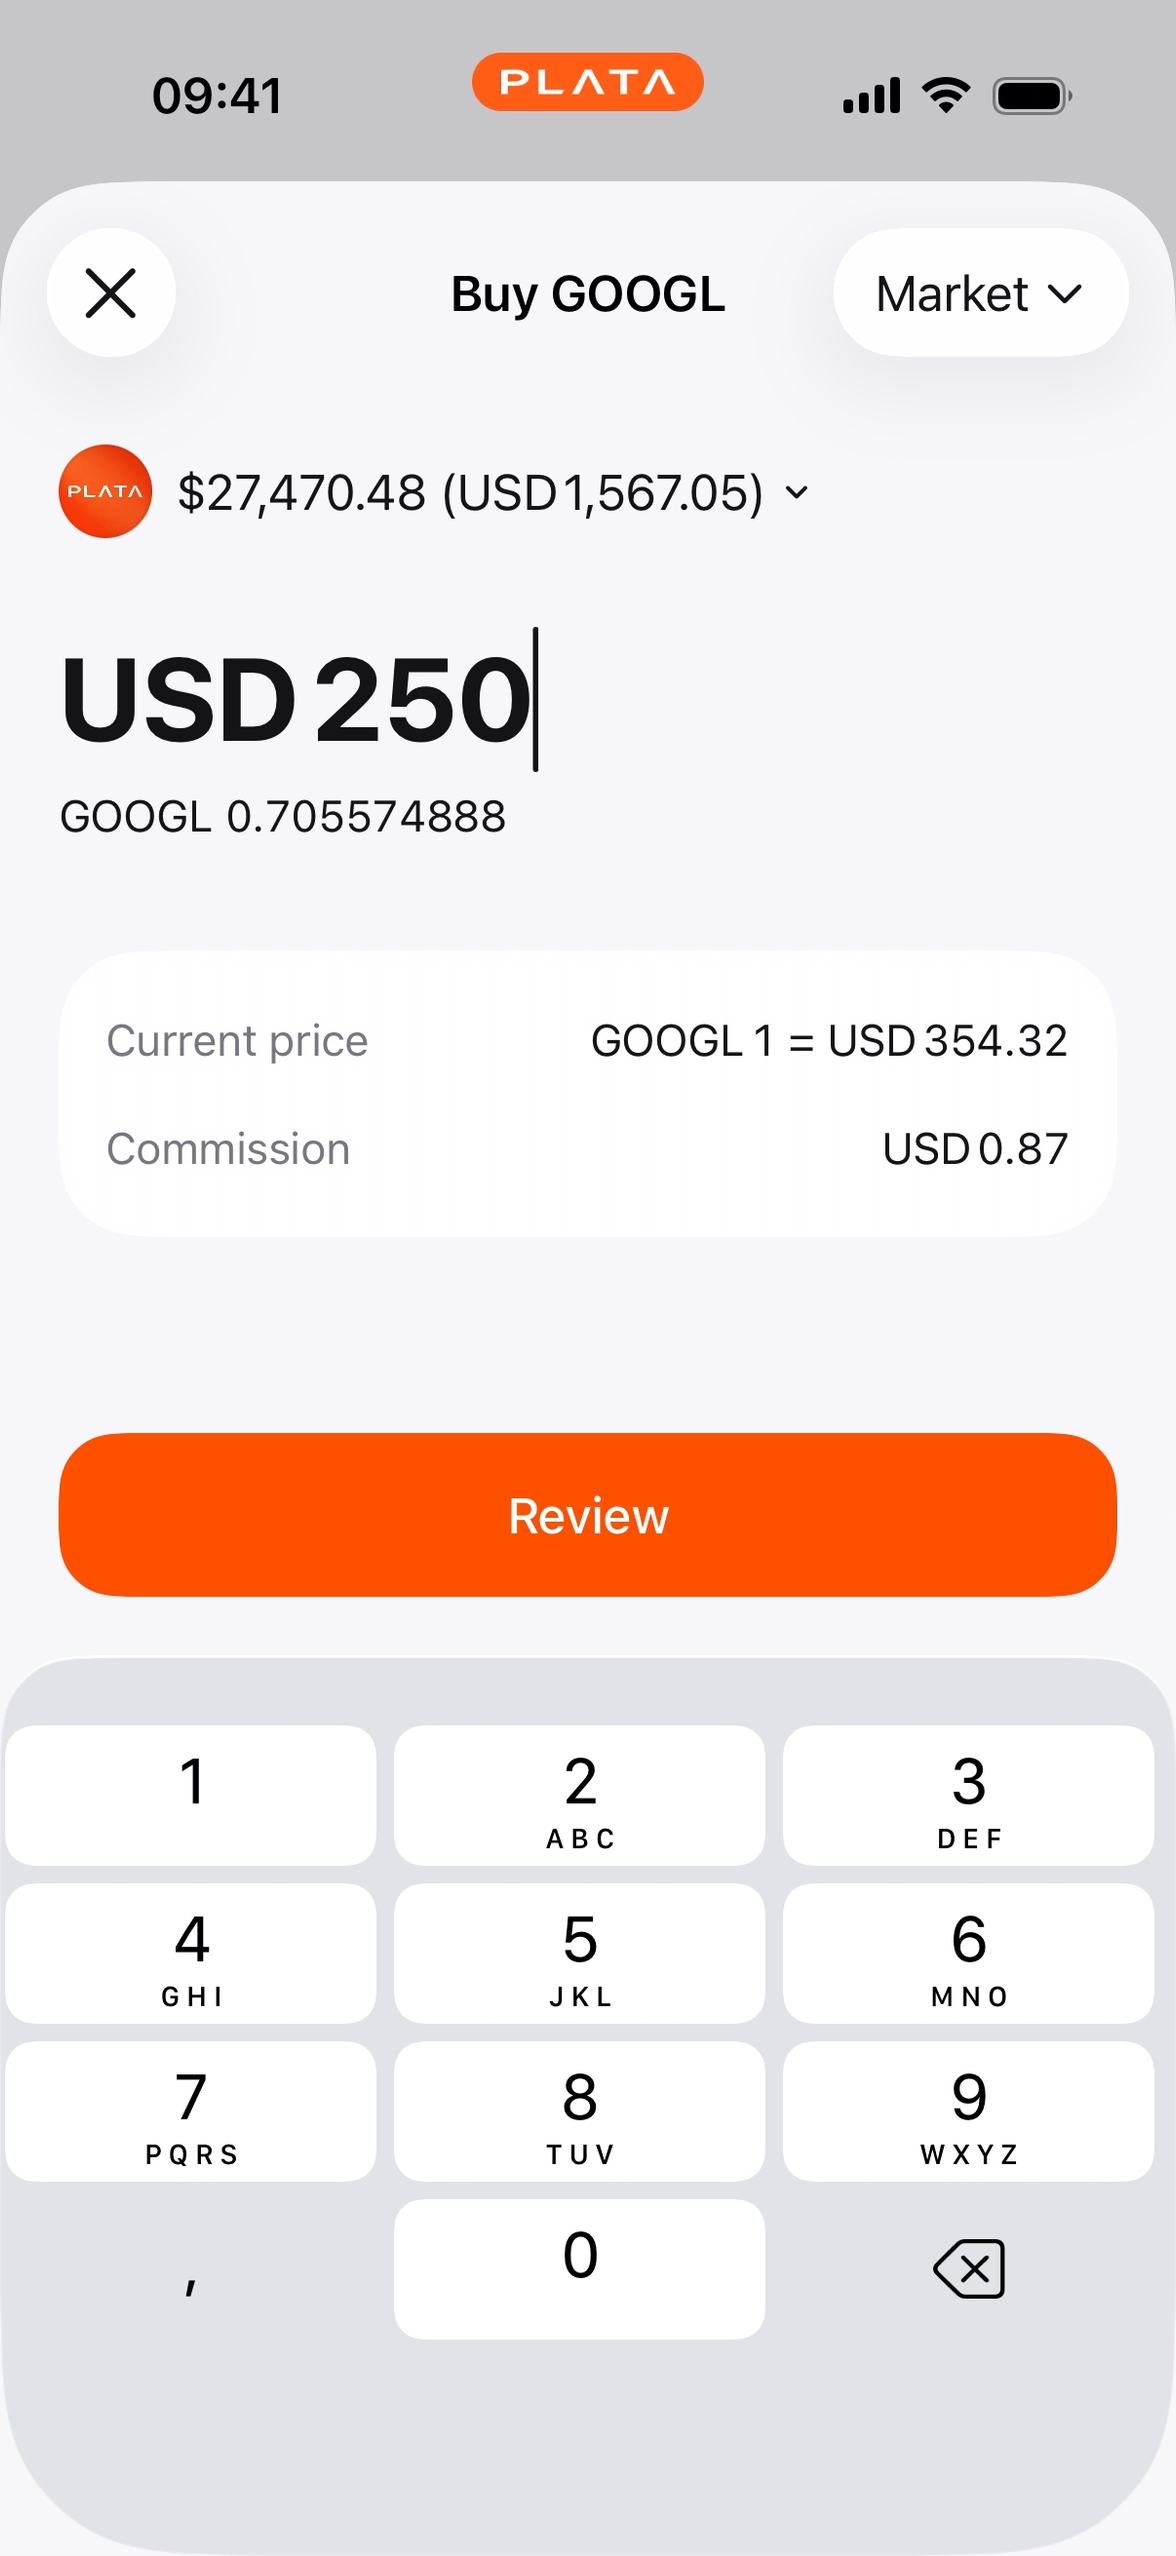 09:41
PLATA
Buy GOOGL
Market
PLATA
$27,470.48 (USD 1,567.05)
USD 250
GOOGL 0.705574888
Current price
GOOGL 1 = USD 354.32
Commission
USD 0.87
Review
1
2
ABC
3
DEF
4
GHI
5
JKL
6
MNO
7
PQRS
8
TUV
9
WXYZ
,
0